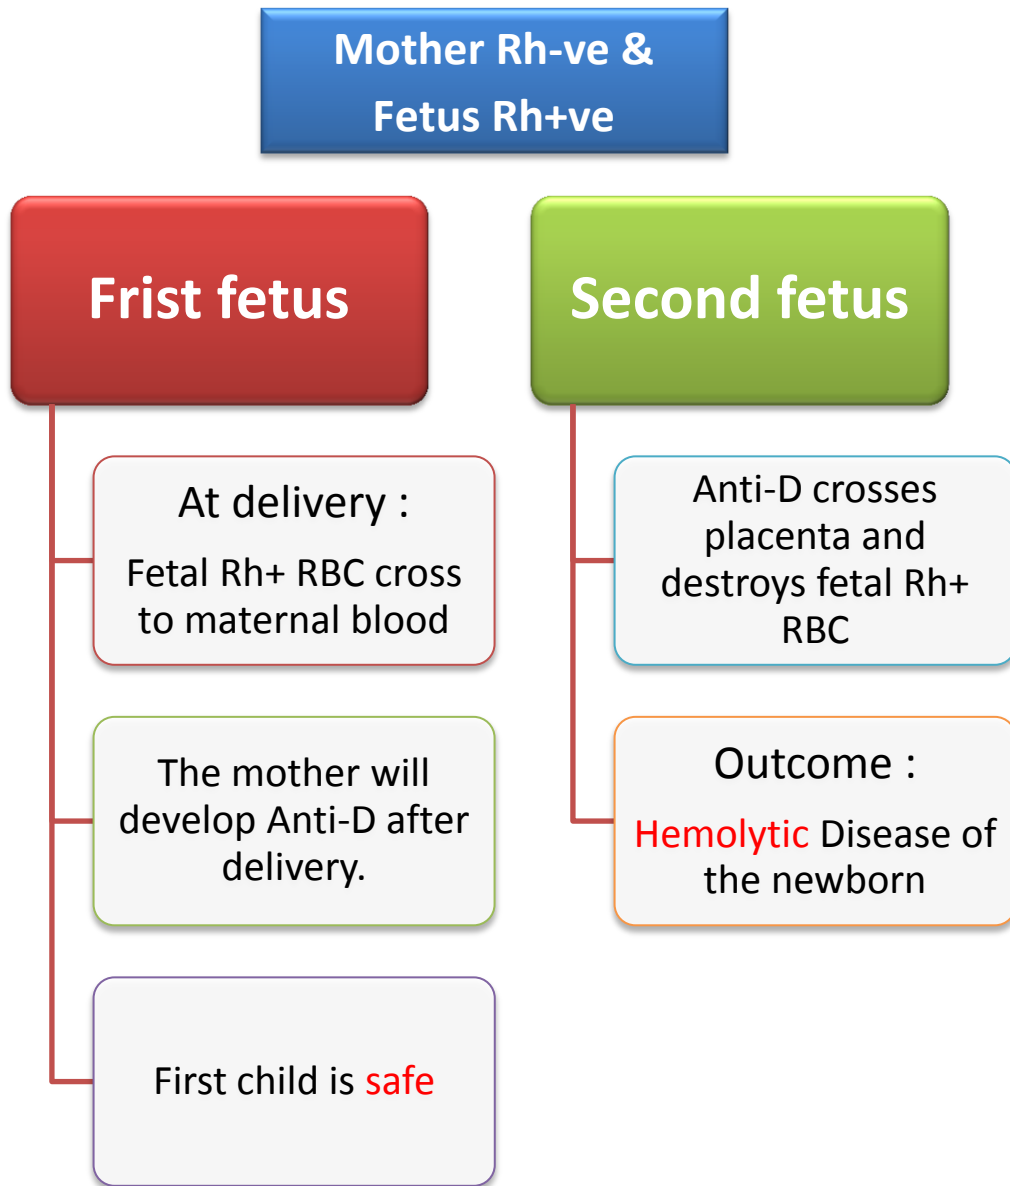 Mother Rh-ve &
Fetus Rh+ve
Frist fetus
At delivery :
Fetal Rh+ RBC cross
to maternal blood
The mother will
develop Anti-D after
delivery.
First child is safe
Second fetus
Anti-D crosses
placenta and
destroys fetal Rh+
RBC
Outcome :
Hemolytic Disease of
the newborn